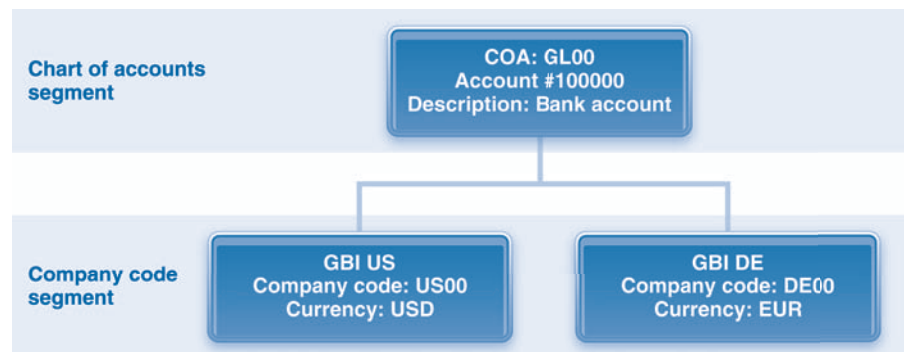 Chart of accounts
segment
COA: GL00
Account #100000
Description: Bank account
Company code
segment
GBI US
Company code: US00
Currency: USD
GBI DE
Company code: DE00
Currency: EUR